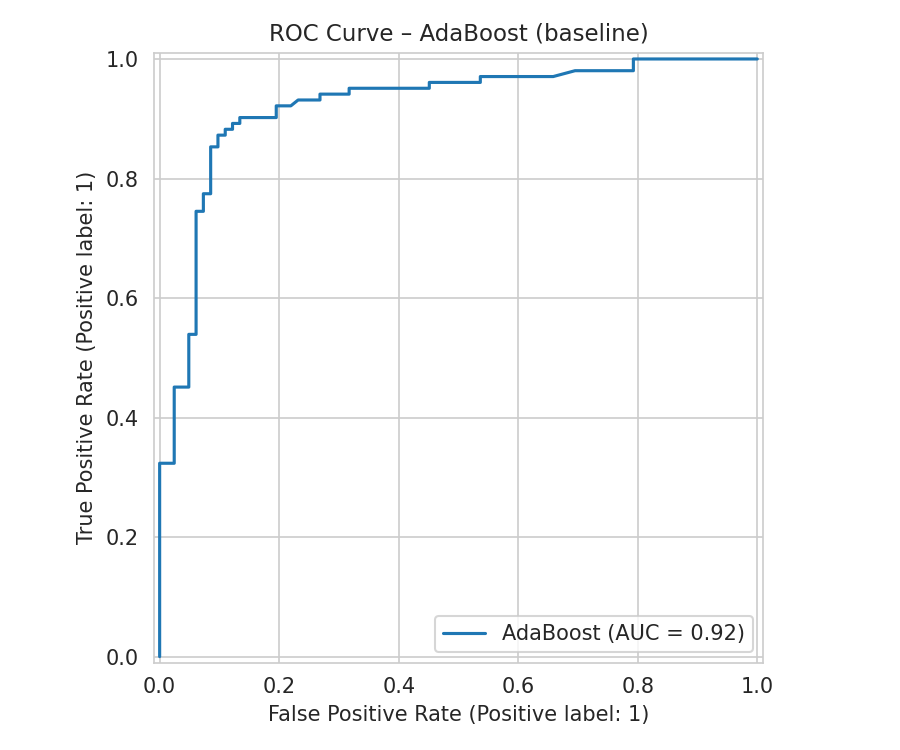 ROC Curve – AdaBoost (baseline)
True Positive Rate (Positive label: 1)
1.0
0.8
0.6
0.4
0.2
0.0
AdaBoost (AUC = 0.92)
0.0 0.2 0.4 0.6 0.8 1.0
False Positive Rate (Positive label: 1)